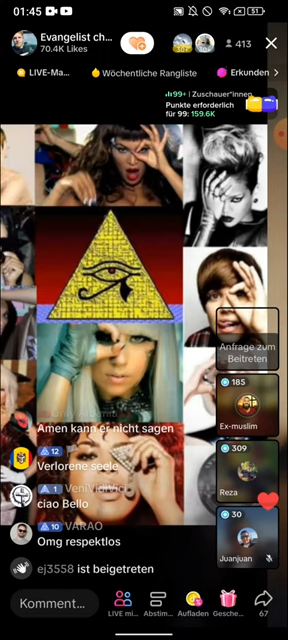 01:45
51
Evangelist ch...
70.4K Likes
413
LIVE-Ma...
Wöchentliche Rangliste
Erkunden
99+ | Zuschauer*innen
Punkte erforderlich
für 99: 159.6K
Anfrage zum
Beitreten
185
Ex-muslim
309
Reza
30
Juanjuan
Amen kann er nicht sagen
12
Verlorene seele
1 VeniVidiVici
ciao Bello
10 VARAO
Omg respektlos
ej3558 ist beigetreten
Komment...
LIVE mi...
Abstim...
Aufladen
Gesche...
67